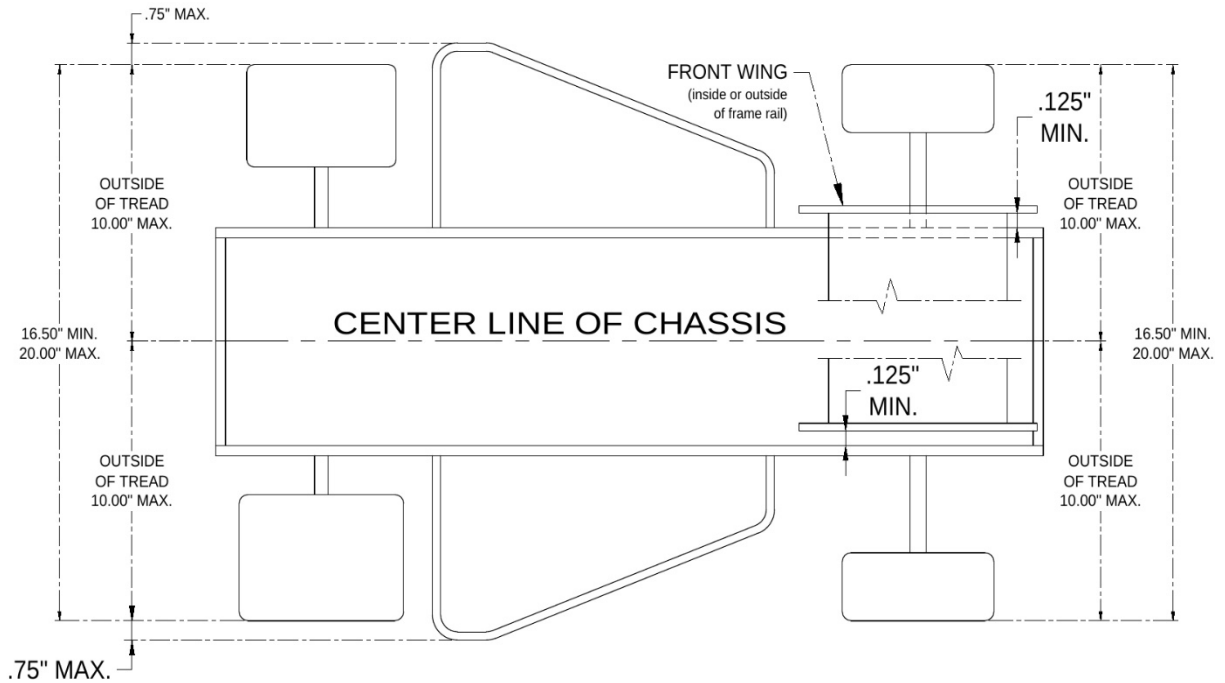 .75" MAX.
FRONT WING
(inside or outside
of frame rail)
.125"
MIN.
OUTSIDE
OF TREAD
10.00" MAX.
OUTSIDE
OF TREAD
10.00" MAX.
16.50" MIN.
20.00" MAX.
CENTER LINE OF CHASSIS
16.50" MIN.
20.00" MAX.
.125"
MIN.
OUTSIDE
OF TREAD
10.00" MAX.
OUTSIDE
OF TREAD
10.00" MAX.
.75" MAX.